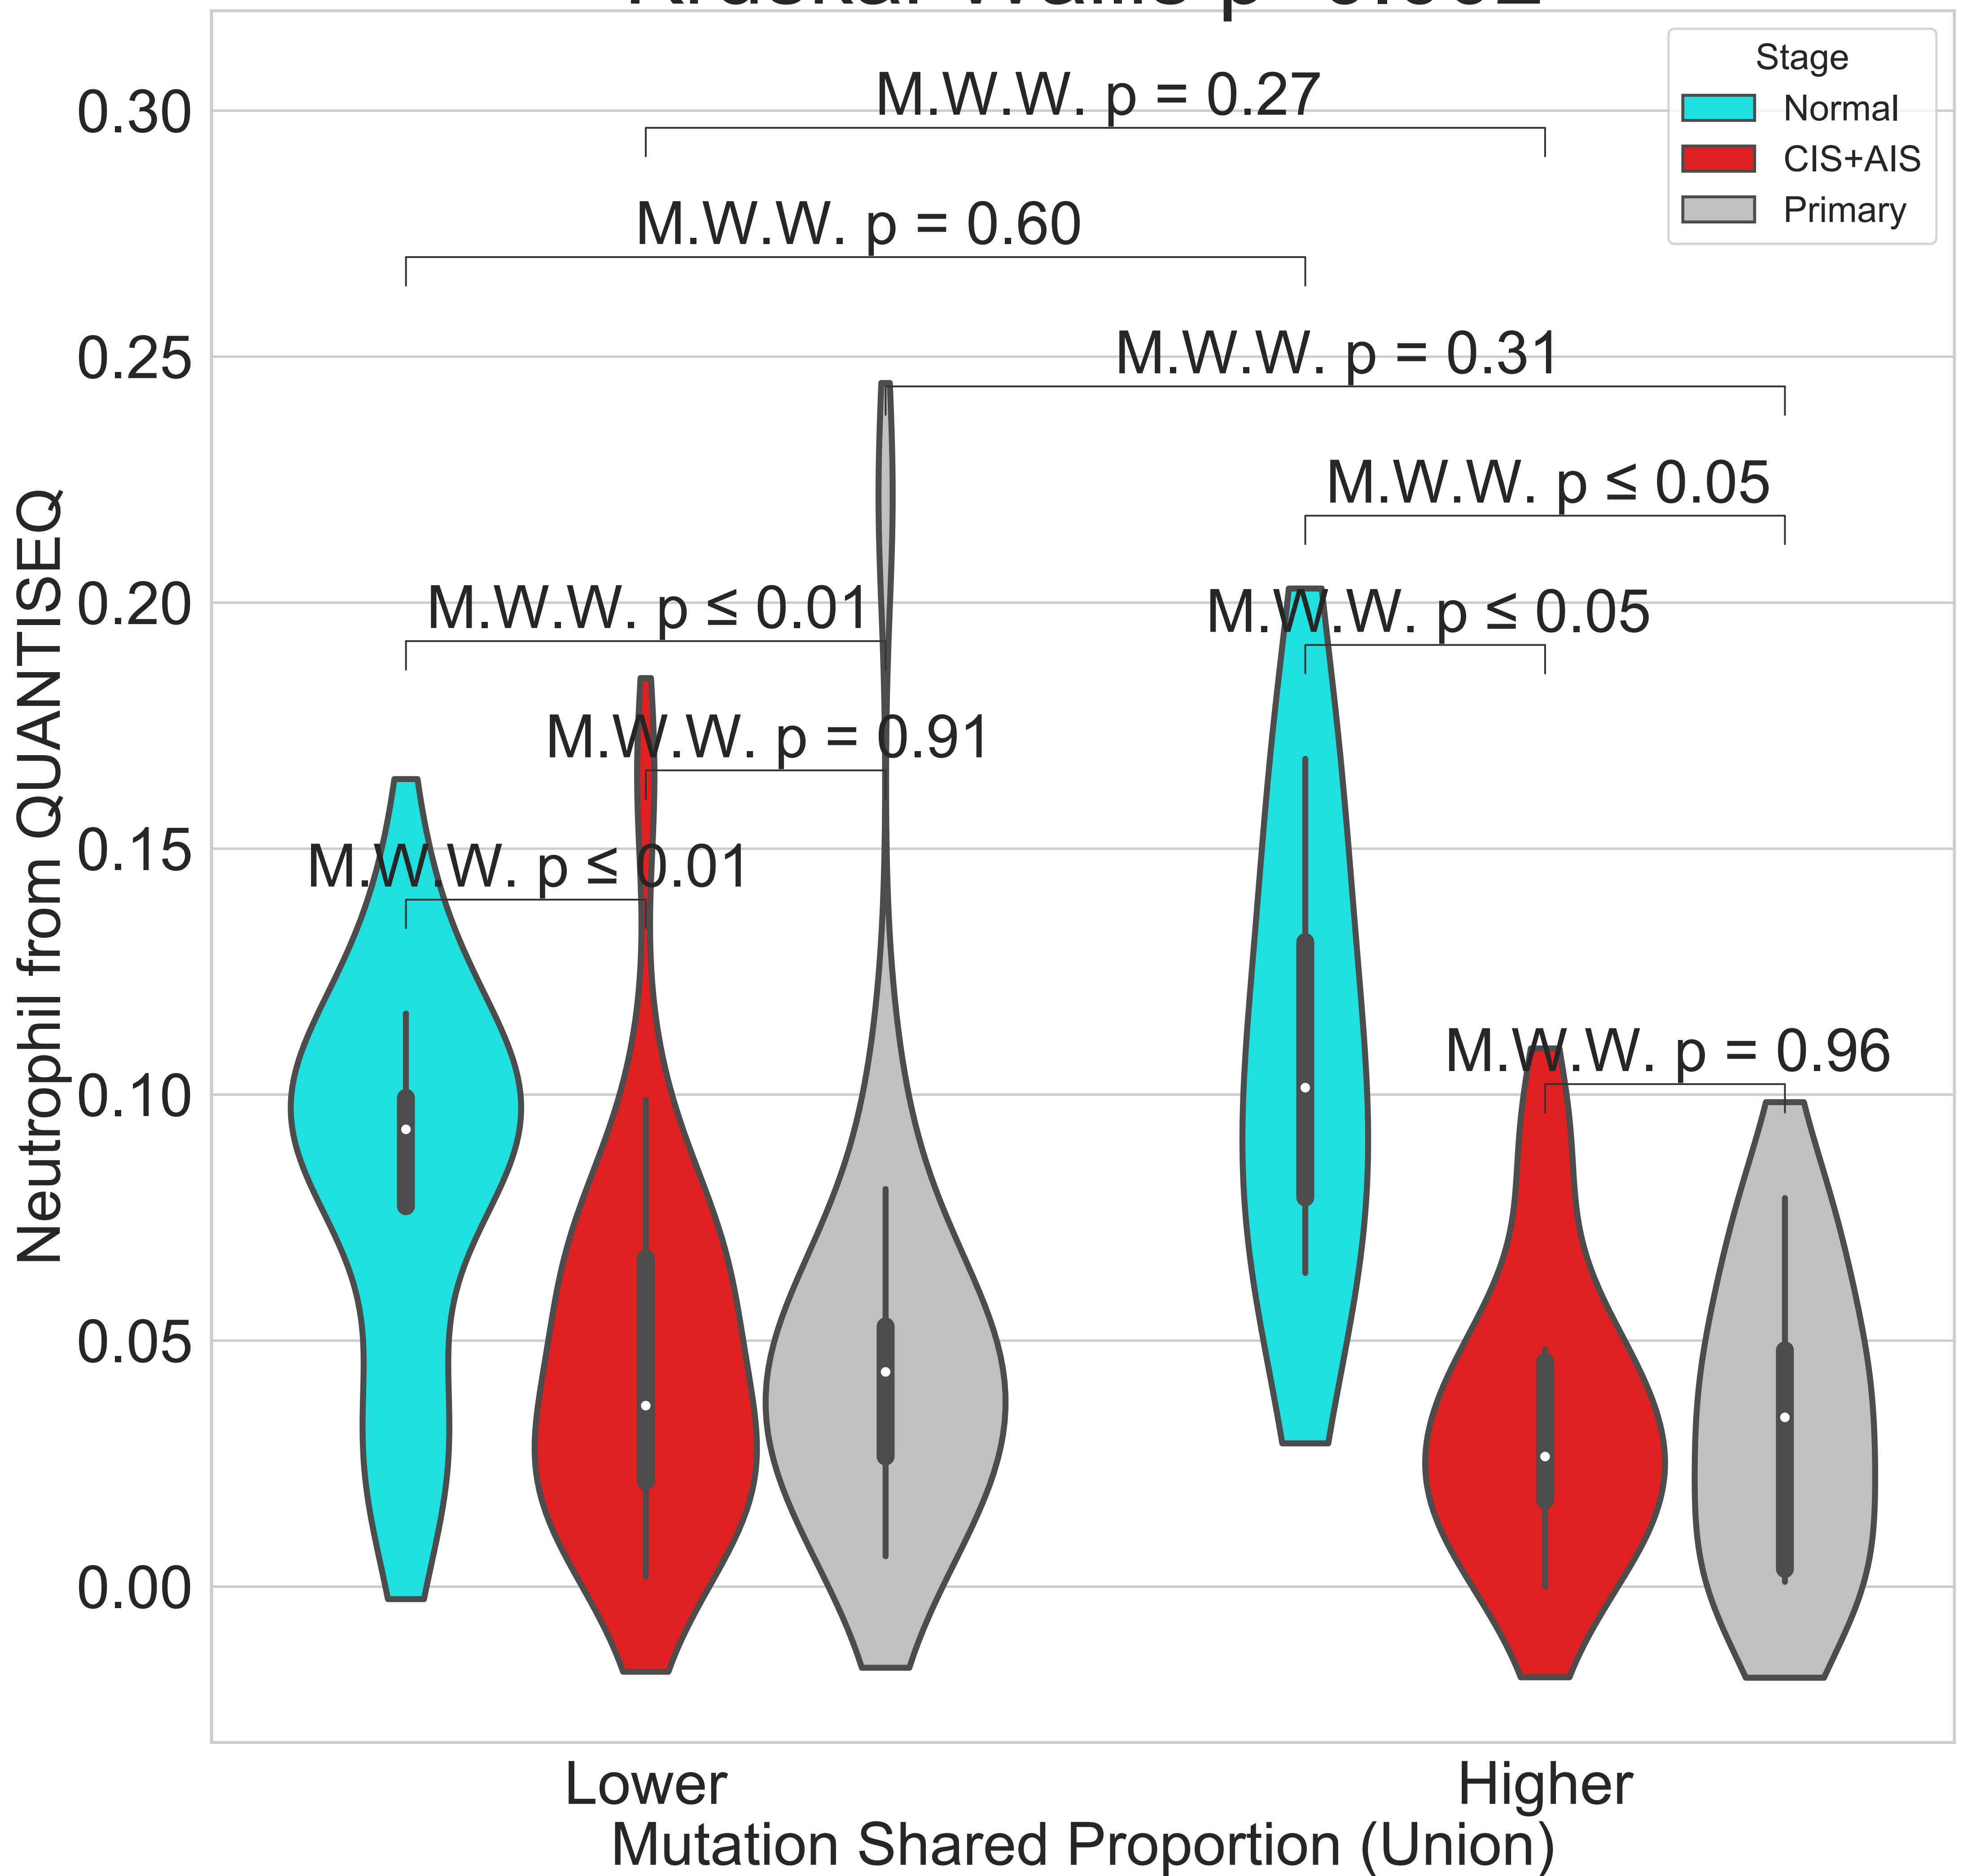 Stage
Normal
CIS+AIS
Primary
M.W.W. p = 0.27
M.W.W. p = 0.60
M.W.W. p = 0.31
M.W.W. p ≤ 0.05
M.W.W. p ≤ 0.01
M.W.W. p ≤ 0.05
M.W.W. p = 0.91
M.W.W. p ≤ 0.01
M.W.W. p = 0.96
0.30
0.25
0.20
0.15
0.10
0.05
0.00
Neutrophil from QUANTISEQ
Lower
Higher
Mutation Shared Proportion (Union)